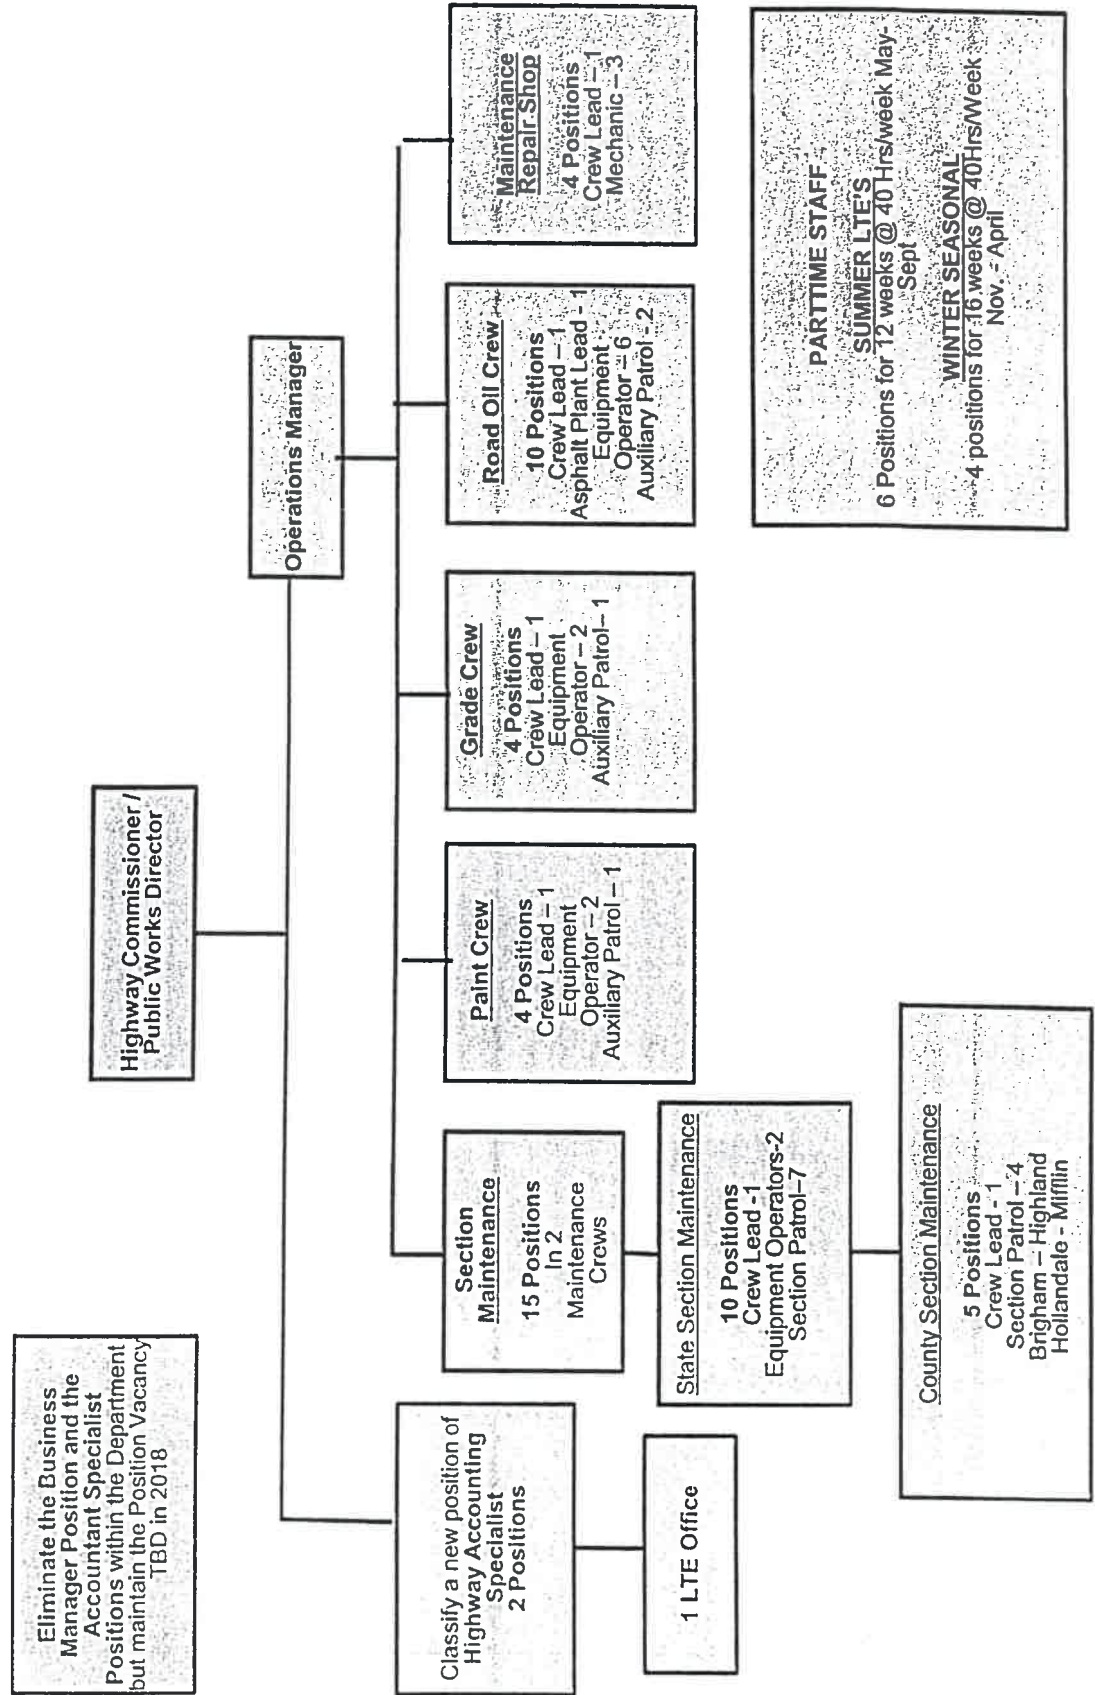 Eliminate the Business
Manager Position and the
Accountant Specialist
Positions within the Department
but maintain the Position Vacancy
TBD in 2018
Highway Commissioner /
Public Works Director
Operations Manager
Classify a new position of
Highway Accounting
Specialist
2 Positions
1 LTE Office
Section
Maintenance
15 Positions
In 2
Maintenance
Crews
State Section Maintenance
10 Positions
Crew Lead -1
Equipment Operators-2
Section Patrol–7
County Section Maintenance
5 Positions
Crew Lead - 1
Section Patrol – 4
Brigham – Highland
Hollandale - Mifflin
Paint Crew
4 Positions
Crew Lead – 1
Equipment
Operator – 2
Auxiliary Patrol – 1
Grade Crew
4 Positions
Crew Lead – 1
Equipment
Operator – 2
Auxiliary Patrol– 1
Road Oil Crew
10 Positions
Crew Lead – 1
Asphalt Plant Lead - 1
Equipment
Operator – 6
Auxiliary Patrol - 2
Maintenance
Repair Shop
4 Positions
Crew Lead – 1
Mechanic – 3
PARTTIME STAFF
SUMMER LTE'S
6 Positions for 12 weeks @ 40 Hrs/week May-
Sept
WINTER SEASONAL
4 positions for 16 weeks @ 40Hrs/Week
Nov. - April